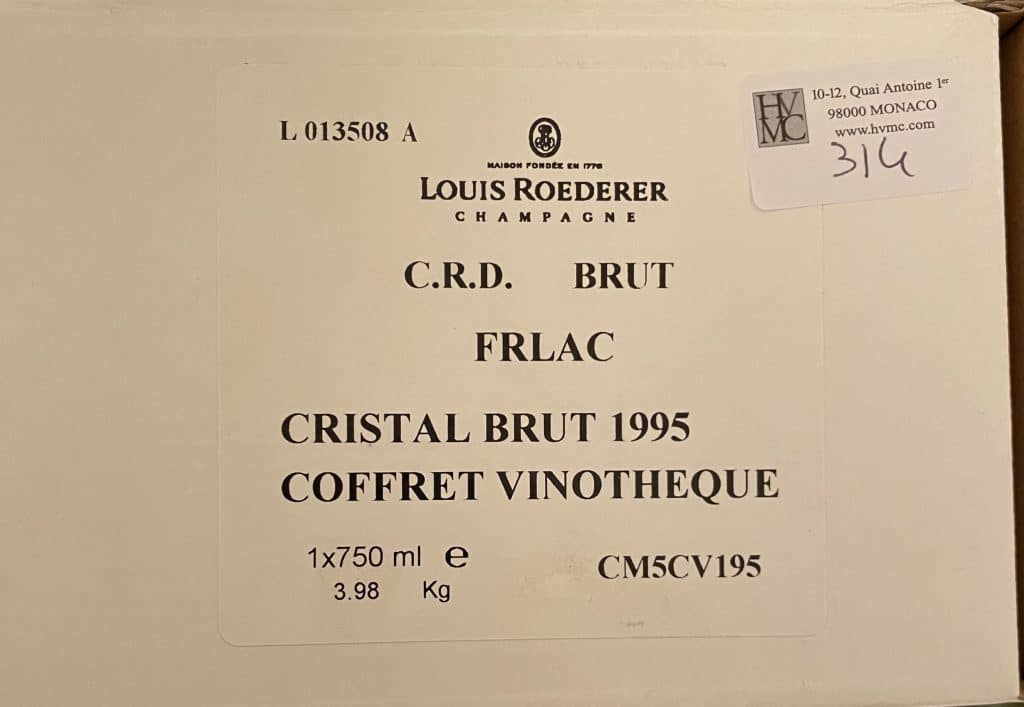 L 013508 A
MAISON FONDÉE EN 1776
LOUIS ROEDERER
CHAMPAGNE
C.R.D. BRUT
FRLAC
CRISTAL BRUT 1995
COFFRET VINOTHEQUE
1x750 ml e
3.98 Kg
CM5CV195
HVMC
10-12, Quai Antoine 1er
98000 MONACO
www.hvmc.com
314